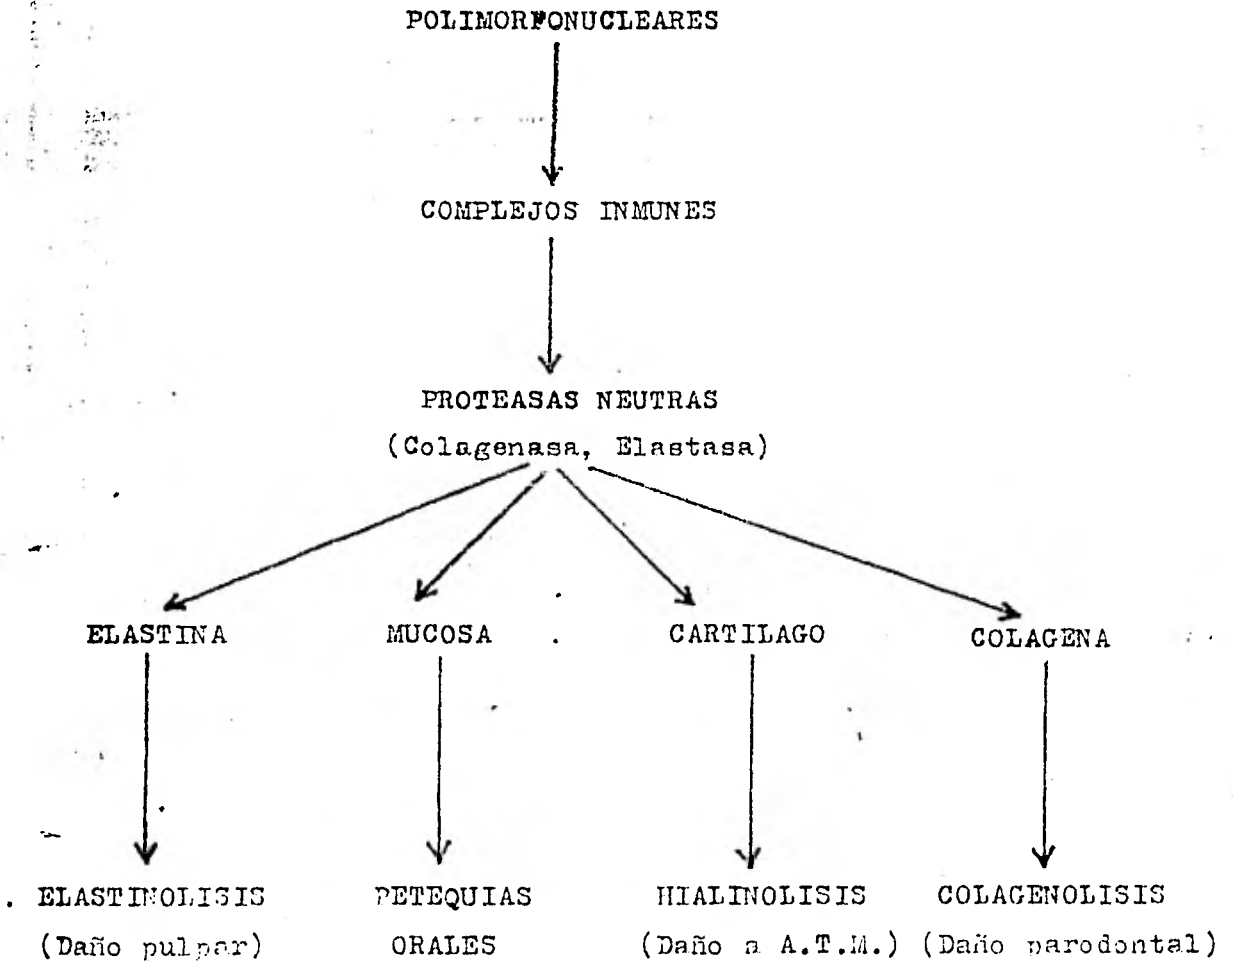 POLIMORFONUCLEARES
COMPLEJOS INMUNES
PROTEASAS NEUTRAS
(Colagenasa, Elastasa)
ELASTINA MUCOSA CARTILAGO COLAGENA
ELASTINOLISIS PETEQUIAS HIALINOLISIS COLAGENOLISIS
(Daño pulpar) ORALES (Daño a A.T.M.) (Daño parodontal)